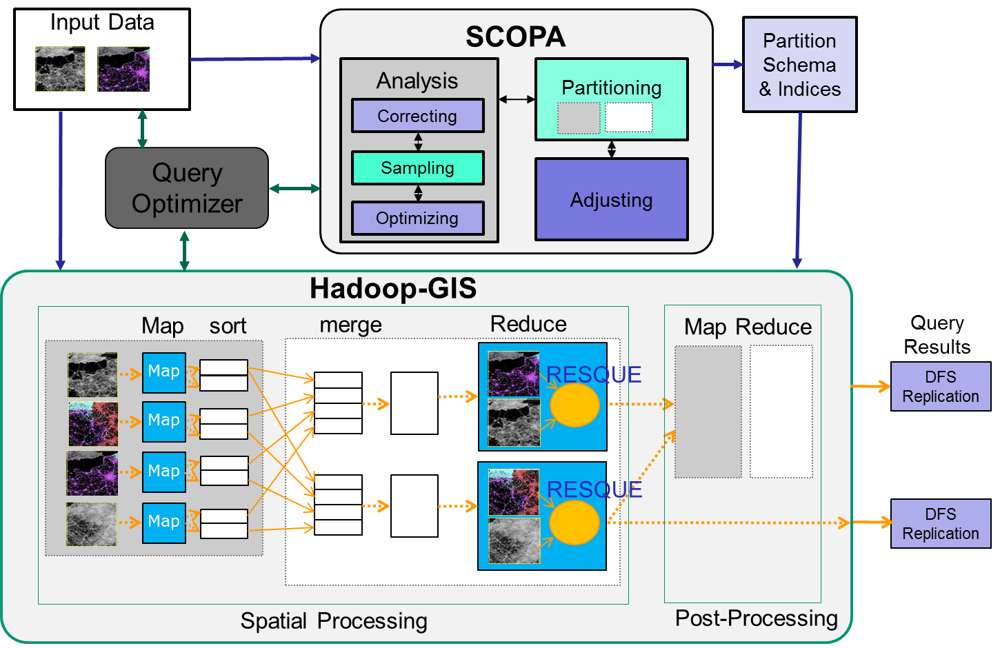 Input Data
SCOPA
Analysis
Correcting
Sampling
Optimizing
Partitioning
Adjusting
Partition
Schema
& Indices
Query
Optimizer
Hadoop-GIS
Map
sort
merge
Reduce
Map
Map
Map
Map
RESQUE
RESQUE
Spatial Processing
Map Reduce
Post-Processing
Query
Results
DFS
Replication
DFS
Replication